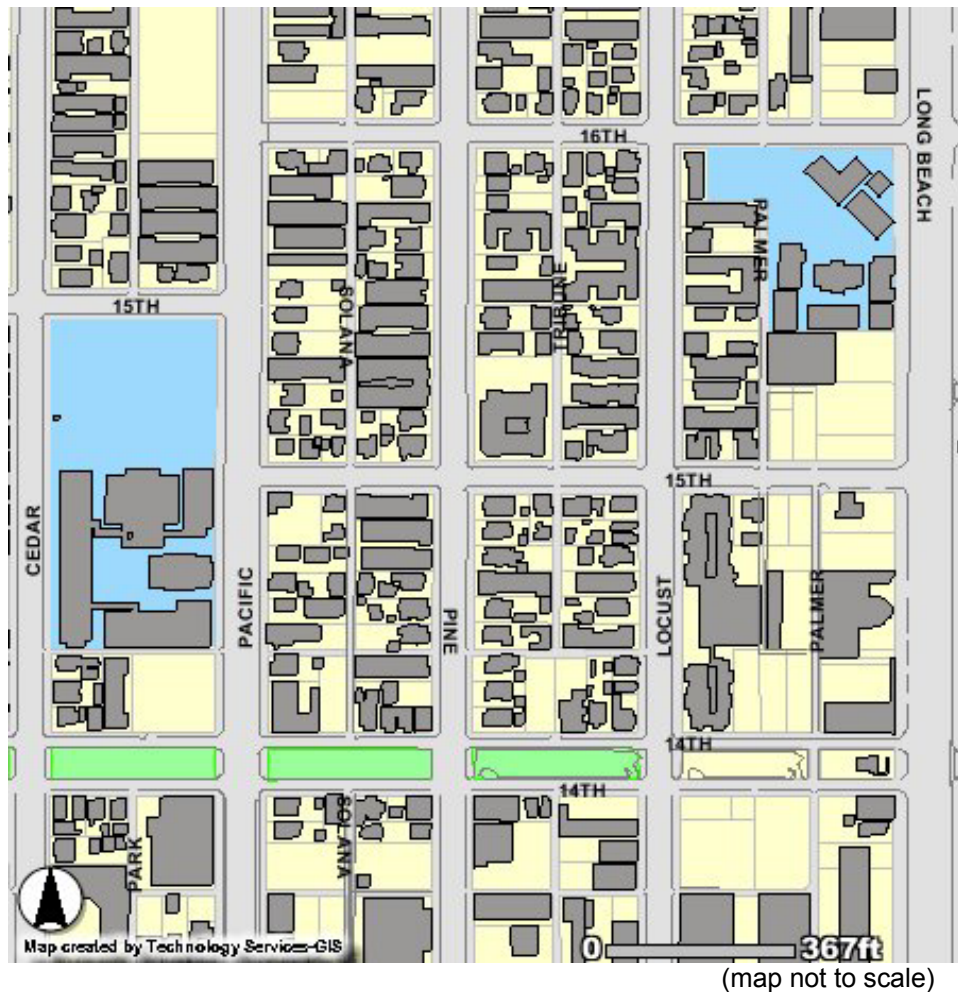 16TH
LONG BEACH
PALMER
15TH
SOLANA
TRIBUNE
15TH
CEDAR
PACIFIC
PINE
LOCUST
PALMER
14TH
14TH
SOLANA
PARK
Map created by Technology Services-GIS
0 367ft
(map not to scale)